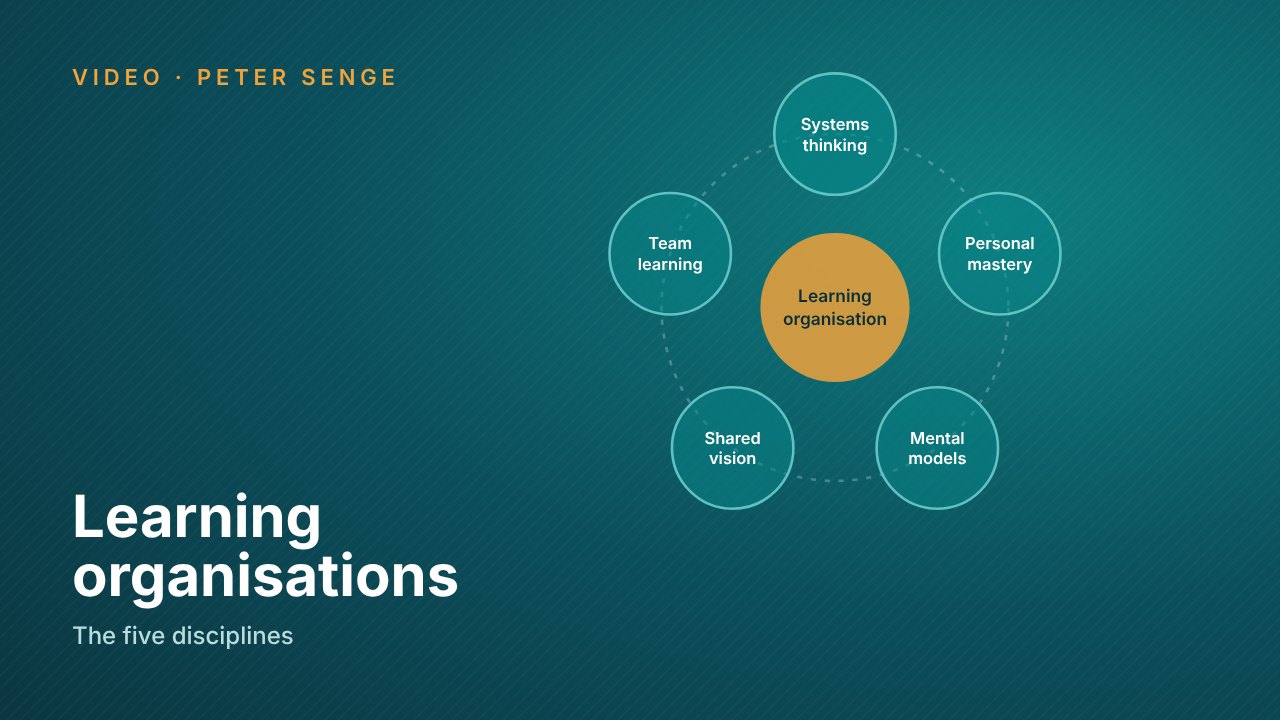 VIDEO · PETER SENGE
Systems
thinking
Team
learning
Personal
mastery
Learning
organisation
Shared
vision
Mental
models
Learning
organisations
The five disciplines